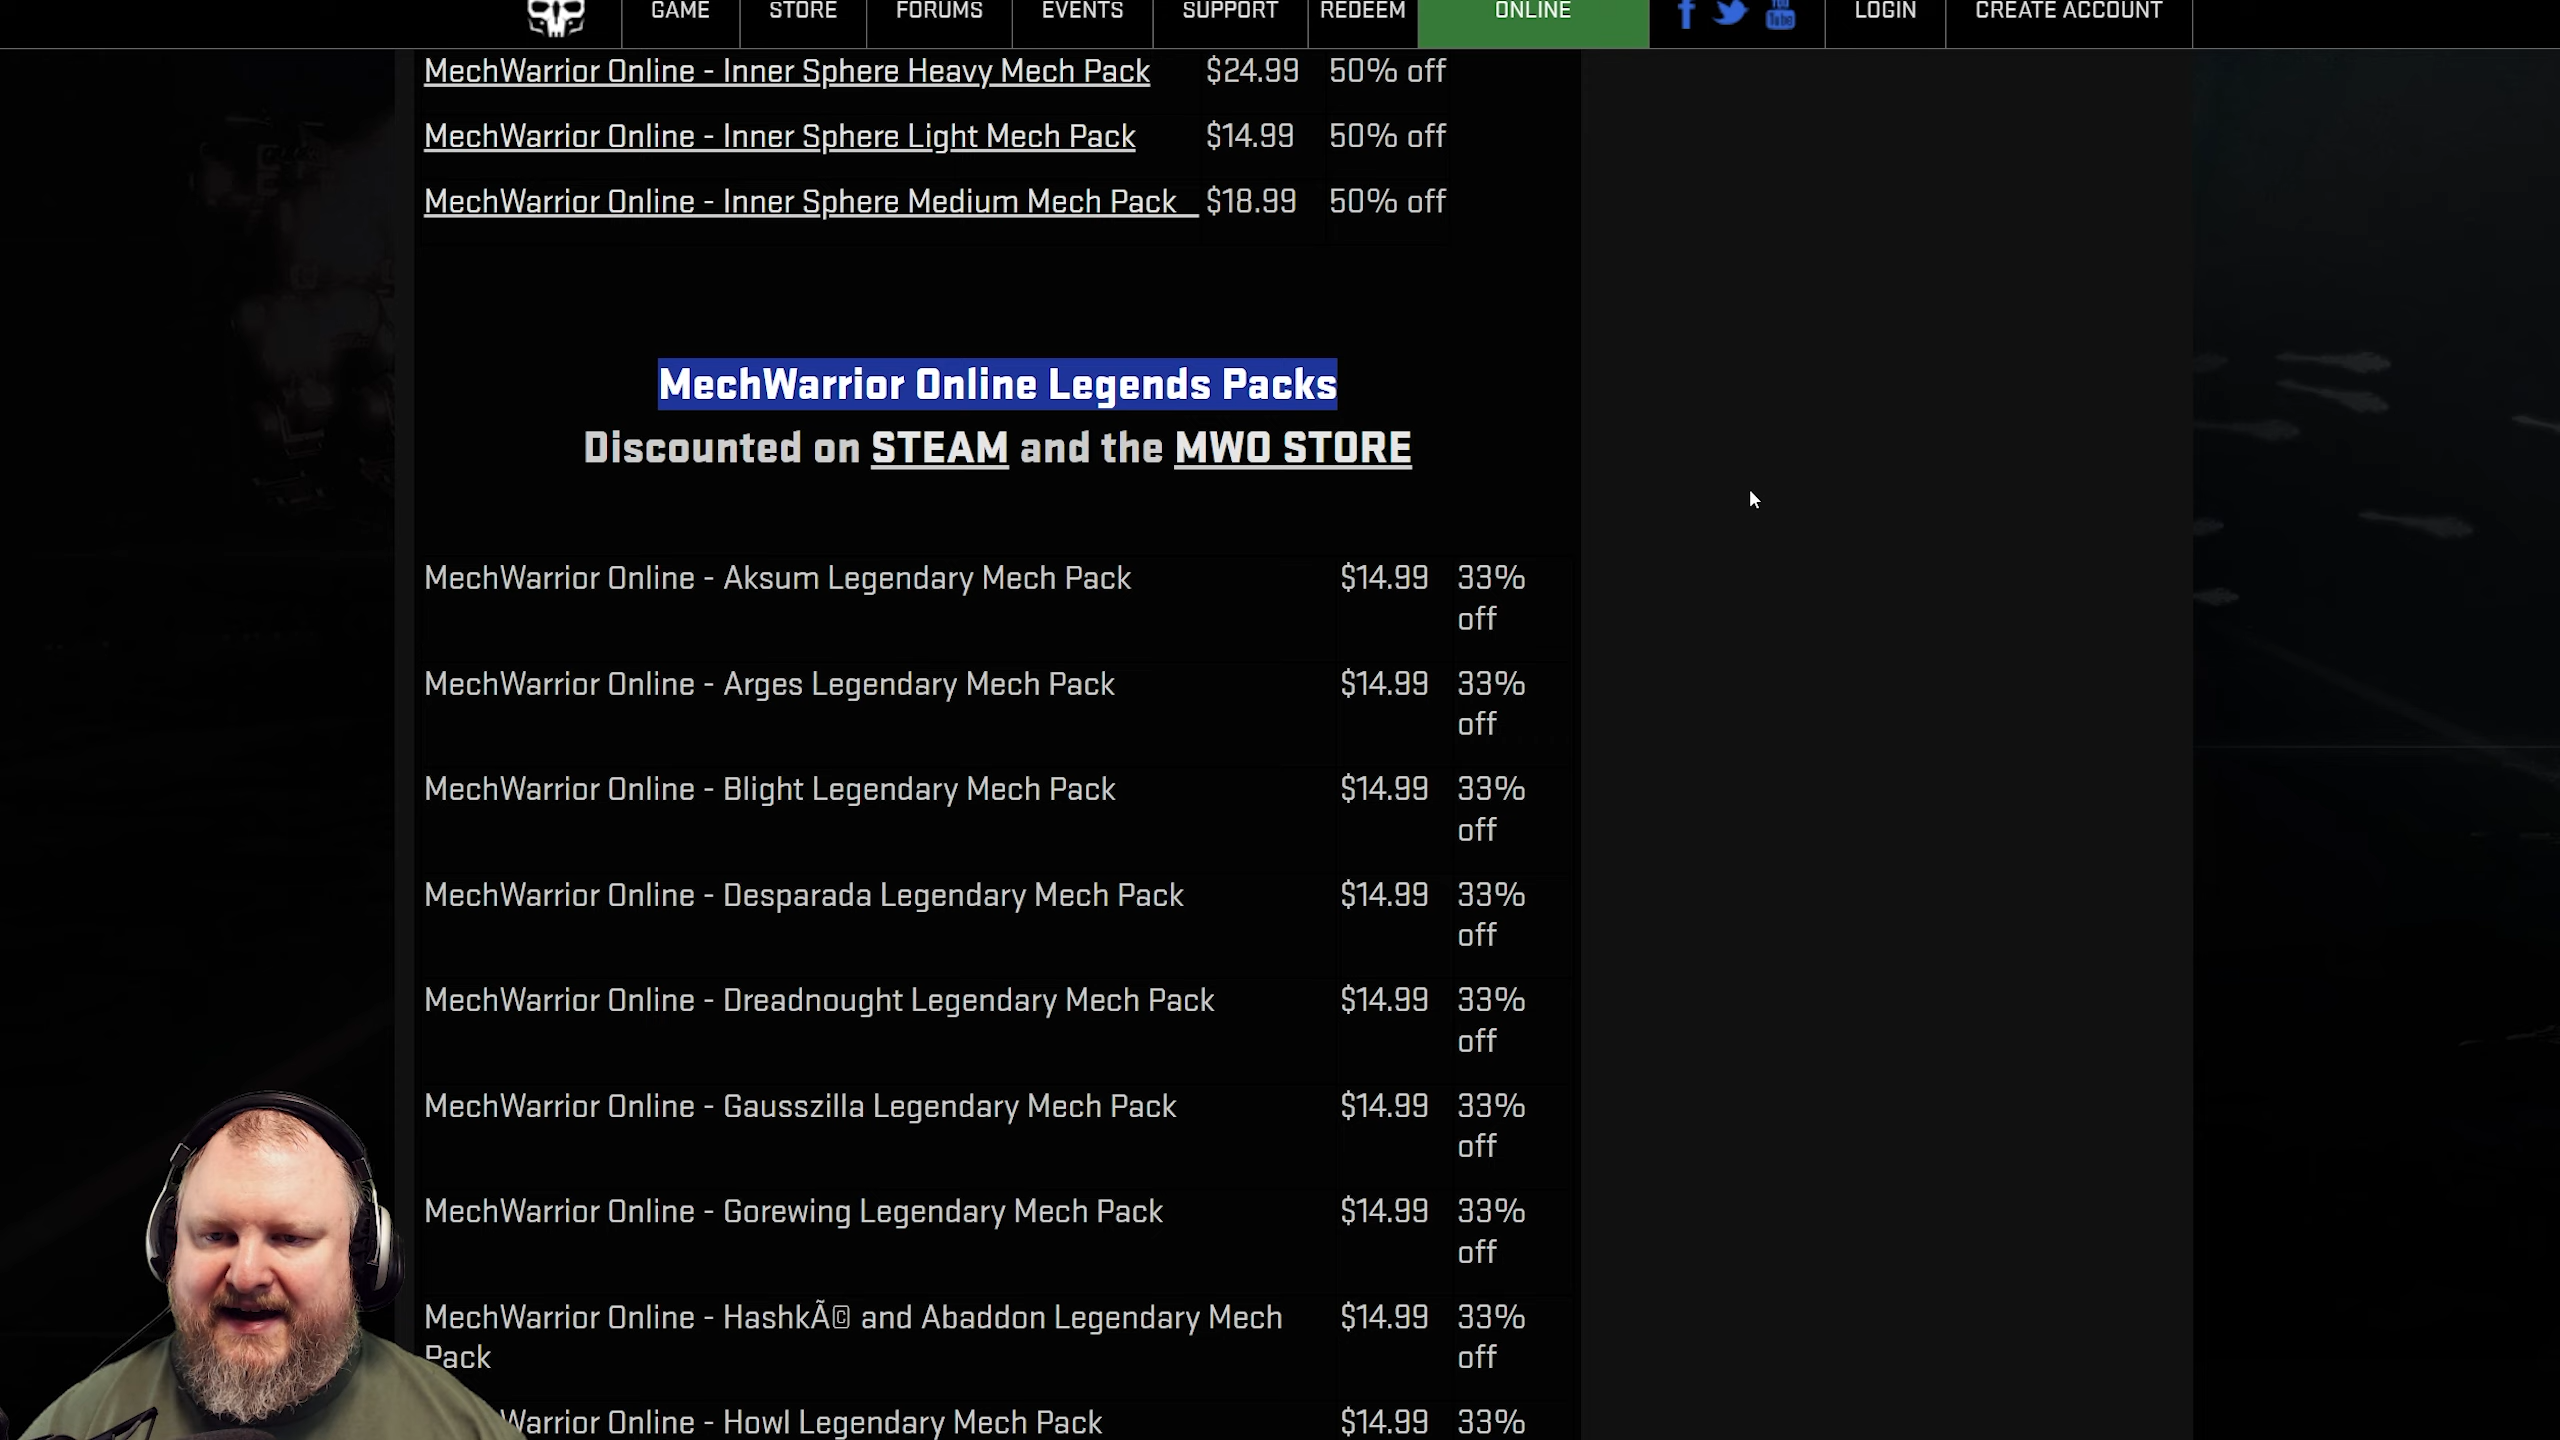 GAME STORE FORUMS EVENTS SUPPORT REDEEM ONLINE LOGIN CREATE ACCOUNT
MechWarrior Online - Inner Sphere Heavy Mech Pack $24.99 50% off
MechWarrior Online - Inner Sphere Light Mech Pack $14.99 50% off
MechWarrior Online - Inner Sphere Medium Mech Pack $18.99 50% off
MechWarrior Online Legends Packs
Discounted on STEAM and the MWO STORE
MechWarrior Online - Aksum Legendary Mech Pack $14.99 33%
off
MechWarrior Online - Arges Legendary Mech Pack $14.99 33%
off
MechWarrior Online - Blight Legendary Mech Pack $14.99 33%
off
MechWarrior Online - Desparada Legendary Mech Pack $14.99 33%
off
MechWarrior Online - Dreadnought Legendary Mech Pack $14.99 33%
off
MechWarrior Online - Gausszilla Legendary Mech Pack $14.99 33%
off
MechWarrior Online - Gorewing Legendary Mech Pack $14.99 33%
off
MechWarrior Online - HashkÃ© and Abaddon Legendary Mech $14.99 33%
Pack off
Warrior Online - Howl Legendary Mech Pack $14.99 33%